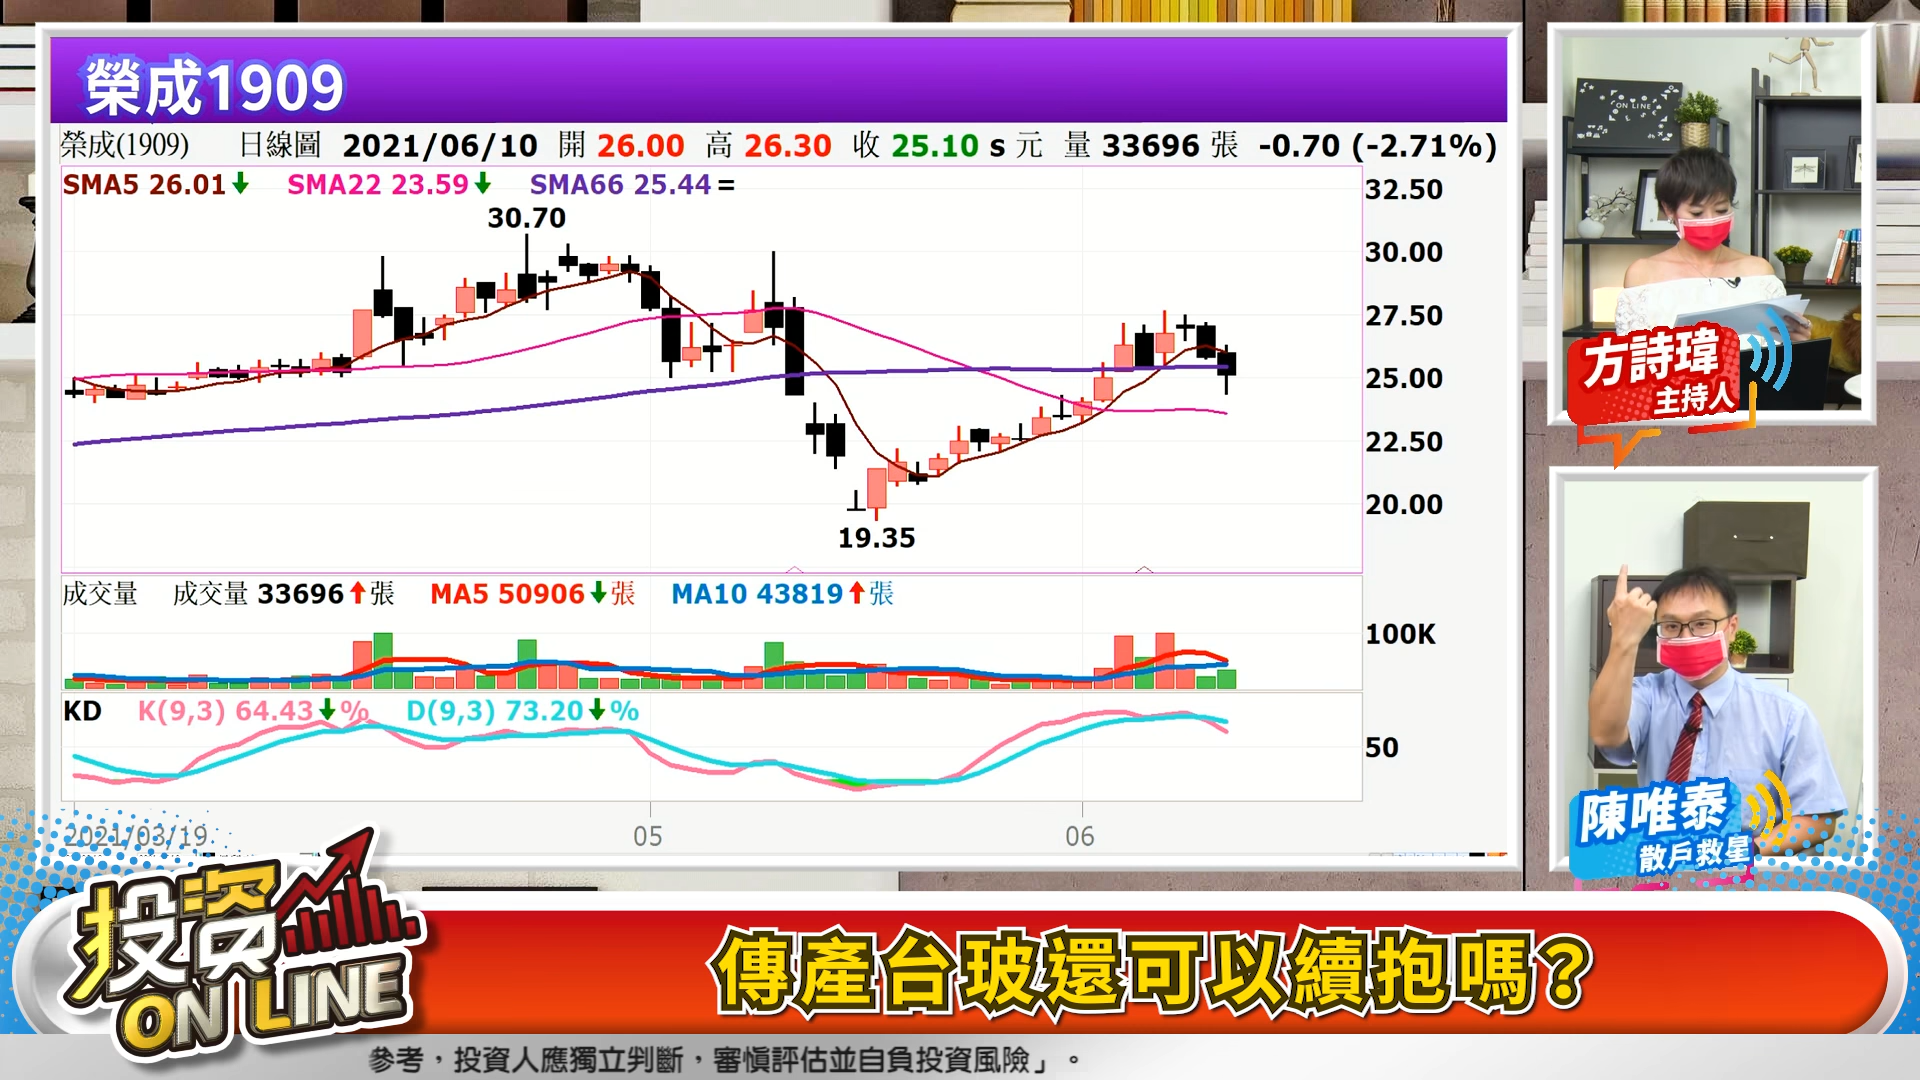 榮成1909
榮成(1909) 日線圖 2021/06/10 開 26.00 高 26.30 收 25.10 s 元 量 33696 張 -0.70 (-2.71%)
SMA5 26.01↓ SMA22 23.59↓ SMA66 25.44=
32.50
30.70
30.00
27.50
25.00
22.50
20.00
19.35
成交量 成交量 33696↑張 MA5 50906↓張 MA10 43819↑張
100K
KD K(9,3) 64.43↓% D(9,3) 73.20↓%
50
2021/03/19 05 06
ON LINE
方詩瑋
主持人
陳唯泰
散戶救星
投資
ON LINE
傳產台玻還可以續抱嗎？
參考，投資人應獨立判斷，審慎評估並自負投資風險」。